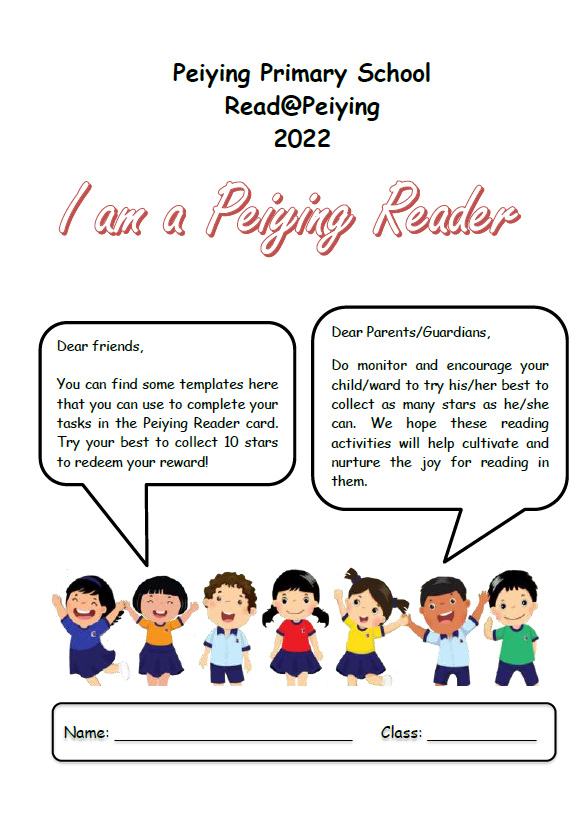 Peiying Primary School
Read@Peiying
2022
I am a Peiying Reader
Dear friends,
You can find some templates here
that you can use to complete your
tasks in the Peiying Reader card.
Try your best to collect 10 stars
to redeem your reward!
Dear Parents/Guardians,
Do monitor and encourage your
child/ward to try his/her best to
collect as many stars as he/she
can. We hope these reading
activities will help cultivate and
nurture the joy for reading in
them.
Name: ____________________________ Class: _____________